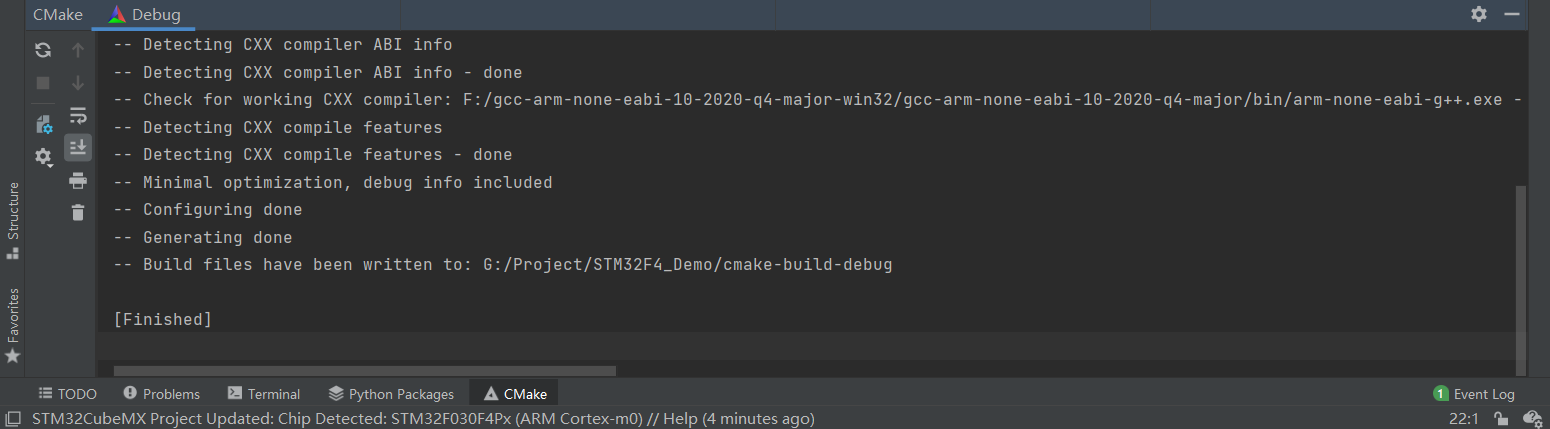 CMake Debug
-- Detecting CXX compiler ABI info
-- Detecting CXX compiler ABI info - done
-- Check for working CXX compiler: F:/gcc-arm-none-eabi-10-2020-q4-major-win32/gcc-arm-none-eabi-10-2020-q4-major/bin/arm-none-eabi-g++.exe -
-- Detecting CXX compile features
-- Detecting CXX compile features - done
-- Minimal optimization, debug info included
-- Configuring done
-- Generating done
-- Build files have been written to: G:/Project/STM32F4_Demo/cmake-build-debug
[Finished]
Structure
Favorites
TODO Problems Terminal Python Packages CMake 1 Event Log
STM32CubeMX Project Updated: Chip Detected: STM32F030F4Px (ARM Cortex-m0) // Help (4 minutes ago) 22:1